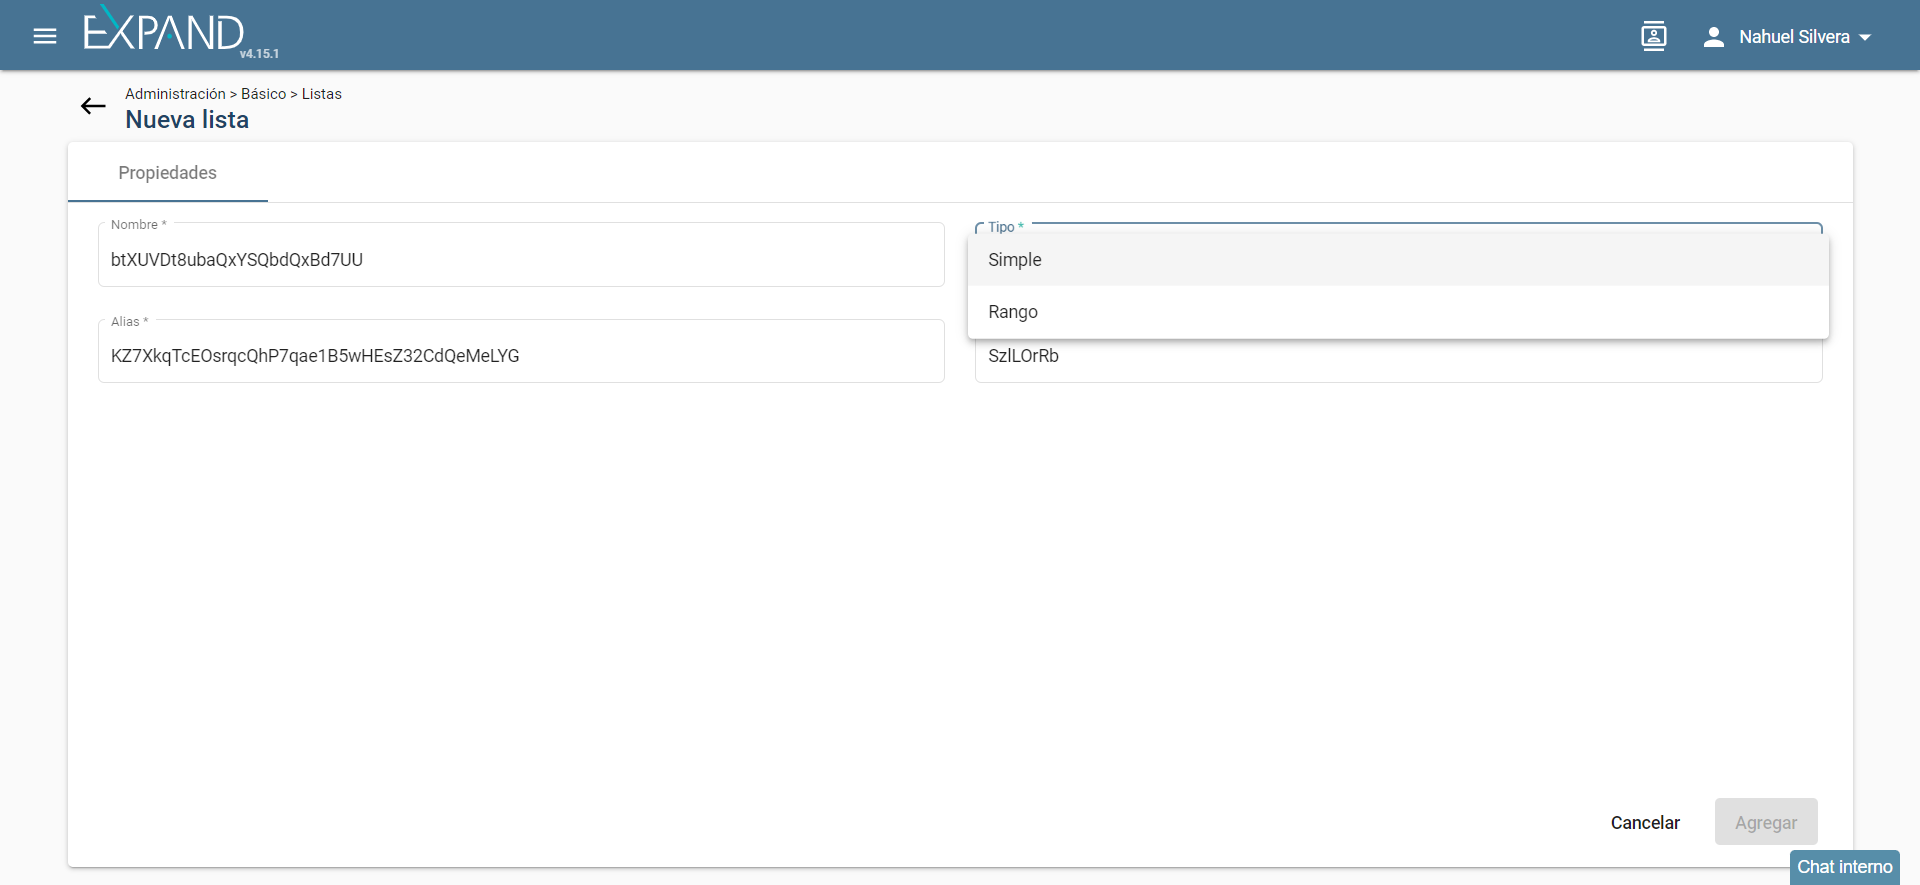 EXPAND
v4.15.1
Nahuel Silvera
Administración > Básico > Listas
Nueva lista
Propiedades
Nombre *
btXUVDt8ubaQxYSQbdQxBd7UU
Tipo *
Simple
Rango
Alias *
KZ7XkqTcEOsrqcQhP7qae1B5wHEsZ32CdQeMeLYG
SzlLOrRb
Cancelar
Agregar
Chat interno